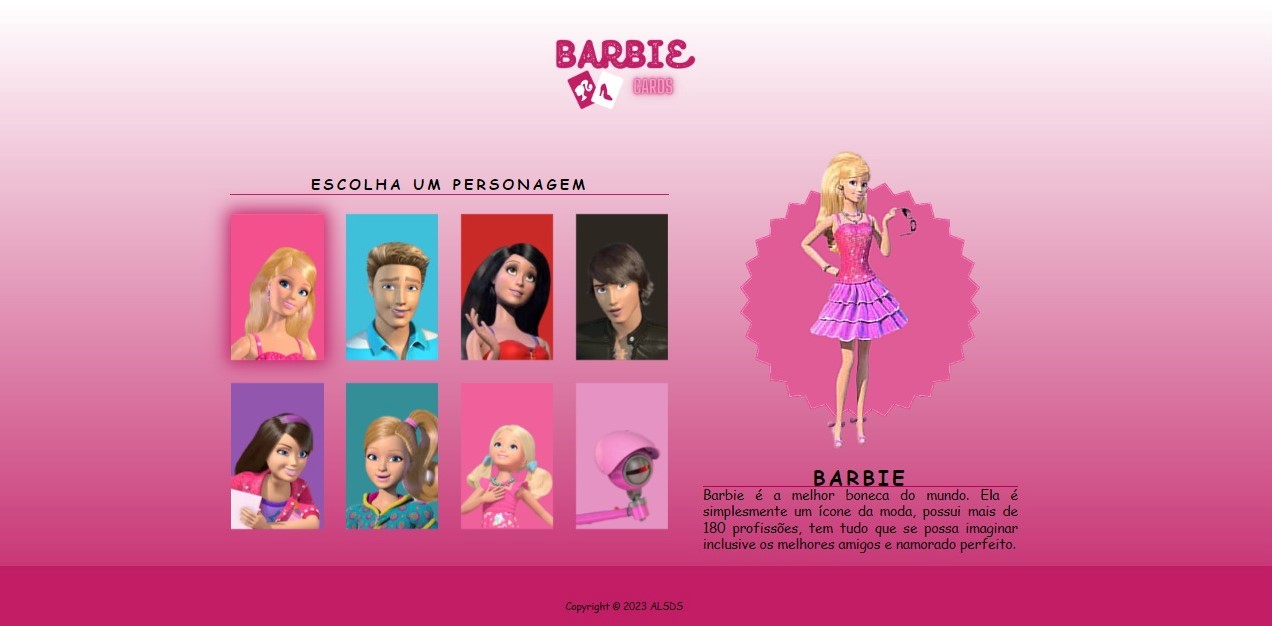 BARBIE
CARDS
ESCOLHA UM PERSONAGEM
BARBIE
Barbie é a melhor boneca do mundo. Ela é
simplesmente um ícone da moda, possui mais de
180 profissões, tem tudo que se possa imaginar
inclusive os melhores amigos e namorado perfeito.
Copyright © 2023 ALSDS